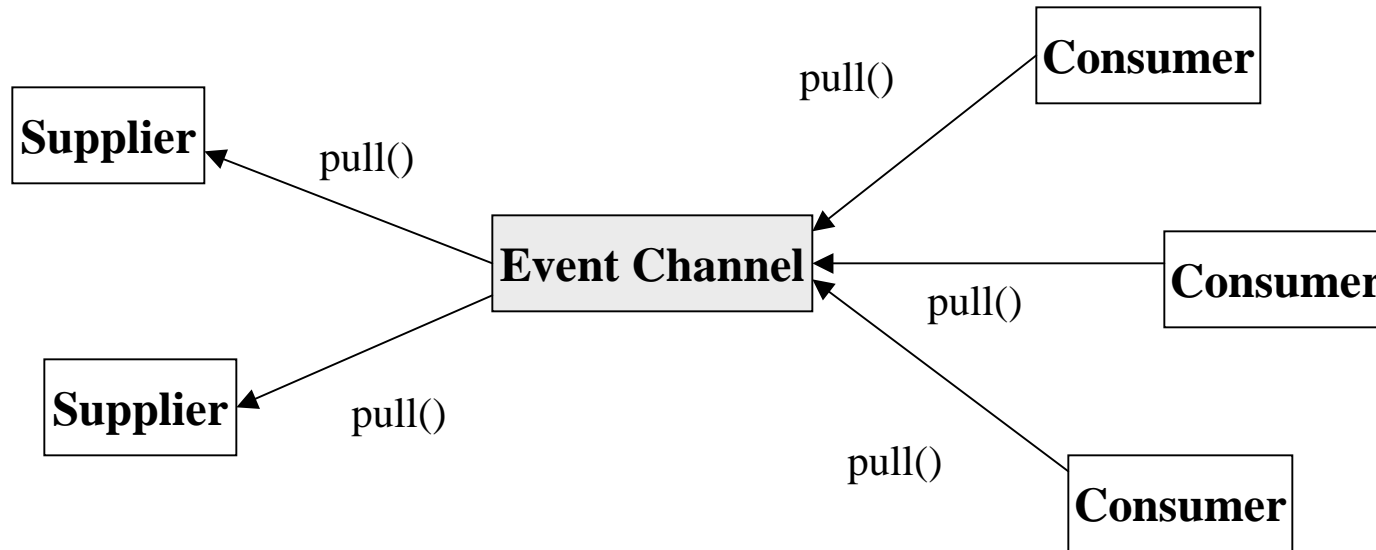 Consumer
pull()
Supplier
pull()
Event Channel
Consumer
pull()
Supplier
pull()
pull()
Consumer